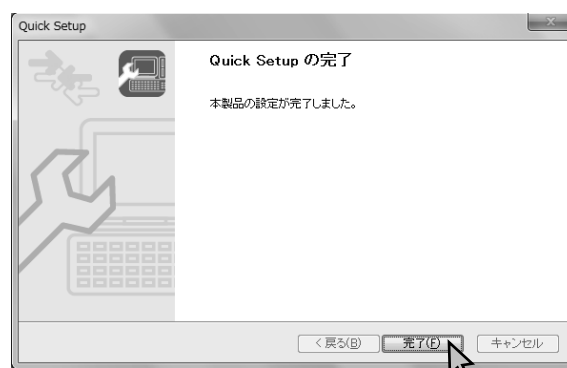 Quick Setup
Quick Setup の完了
本製品の設定が完了しました。
< 戻る(B)
完了(F)
キャンセル